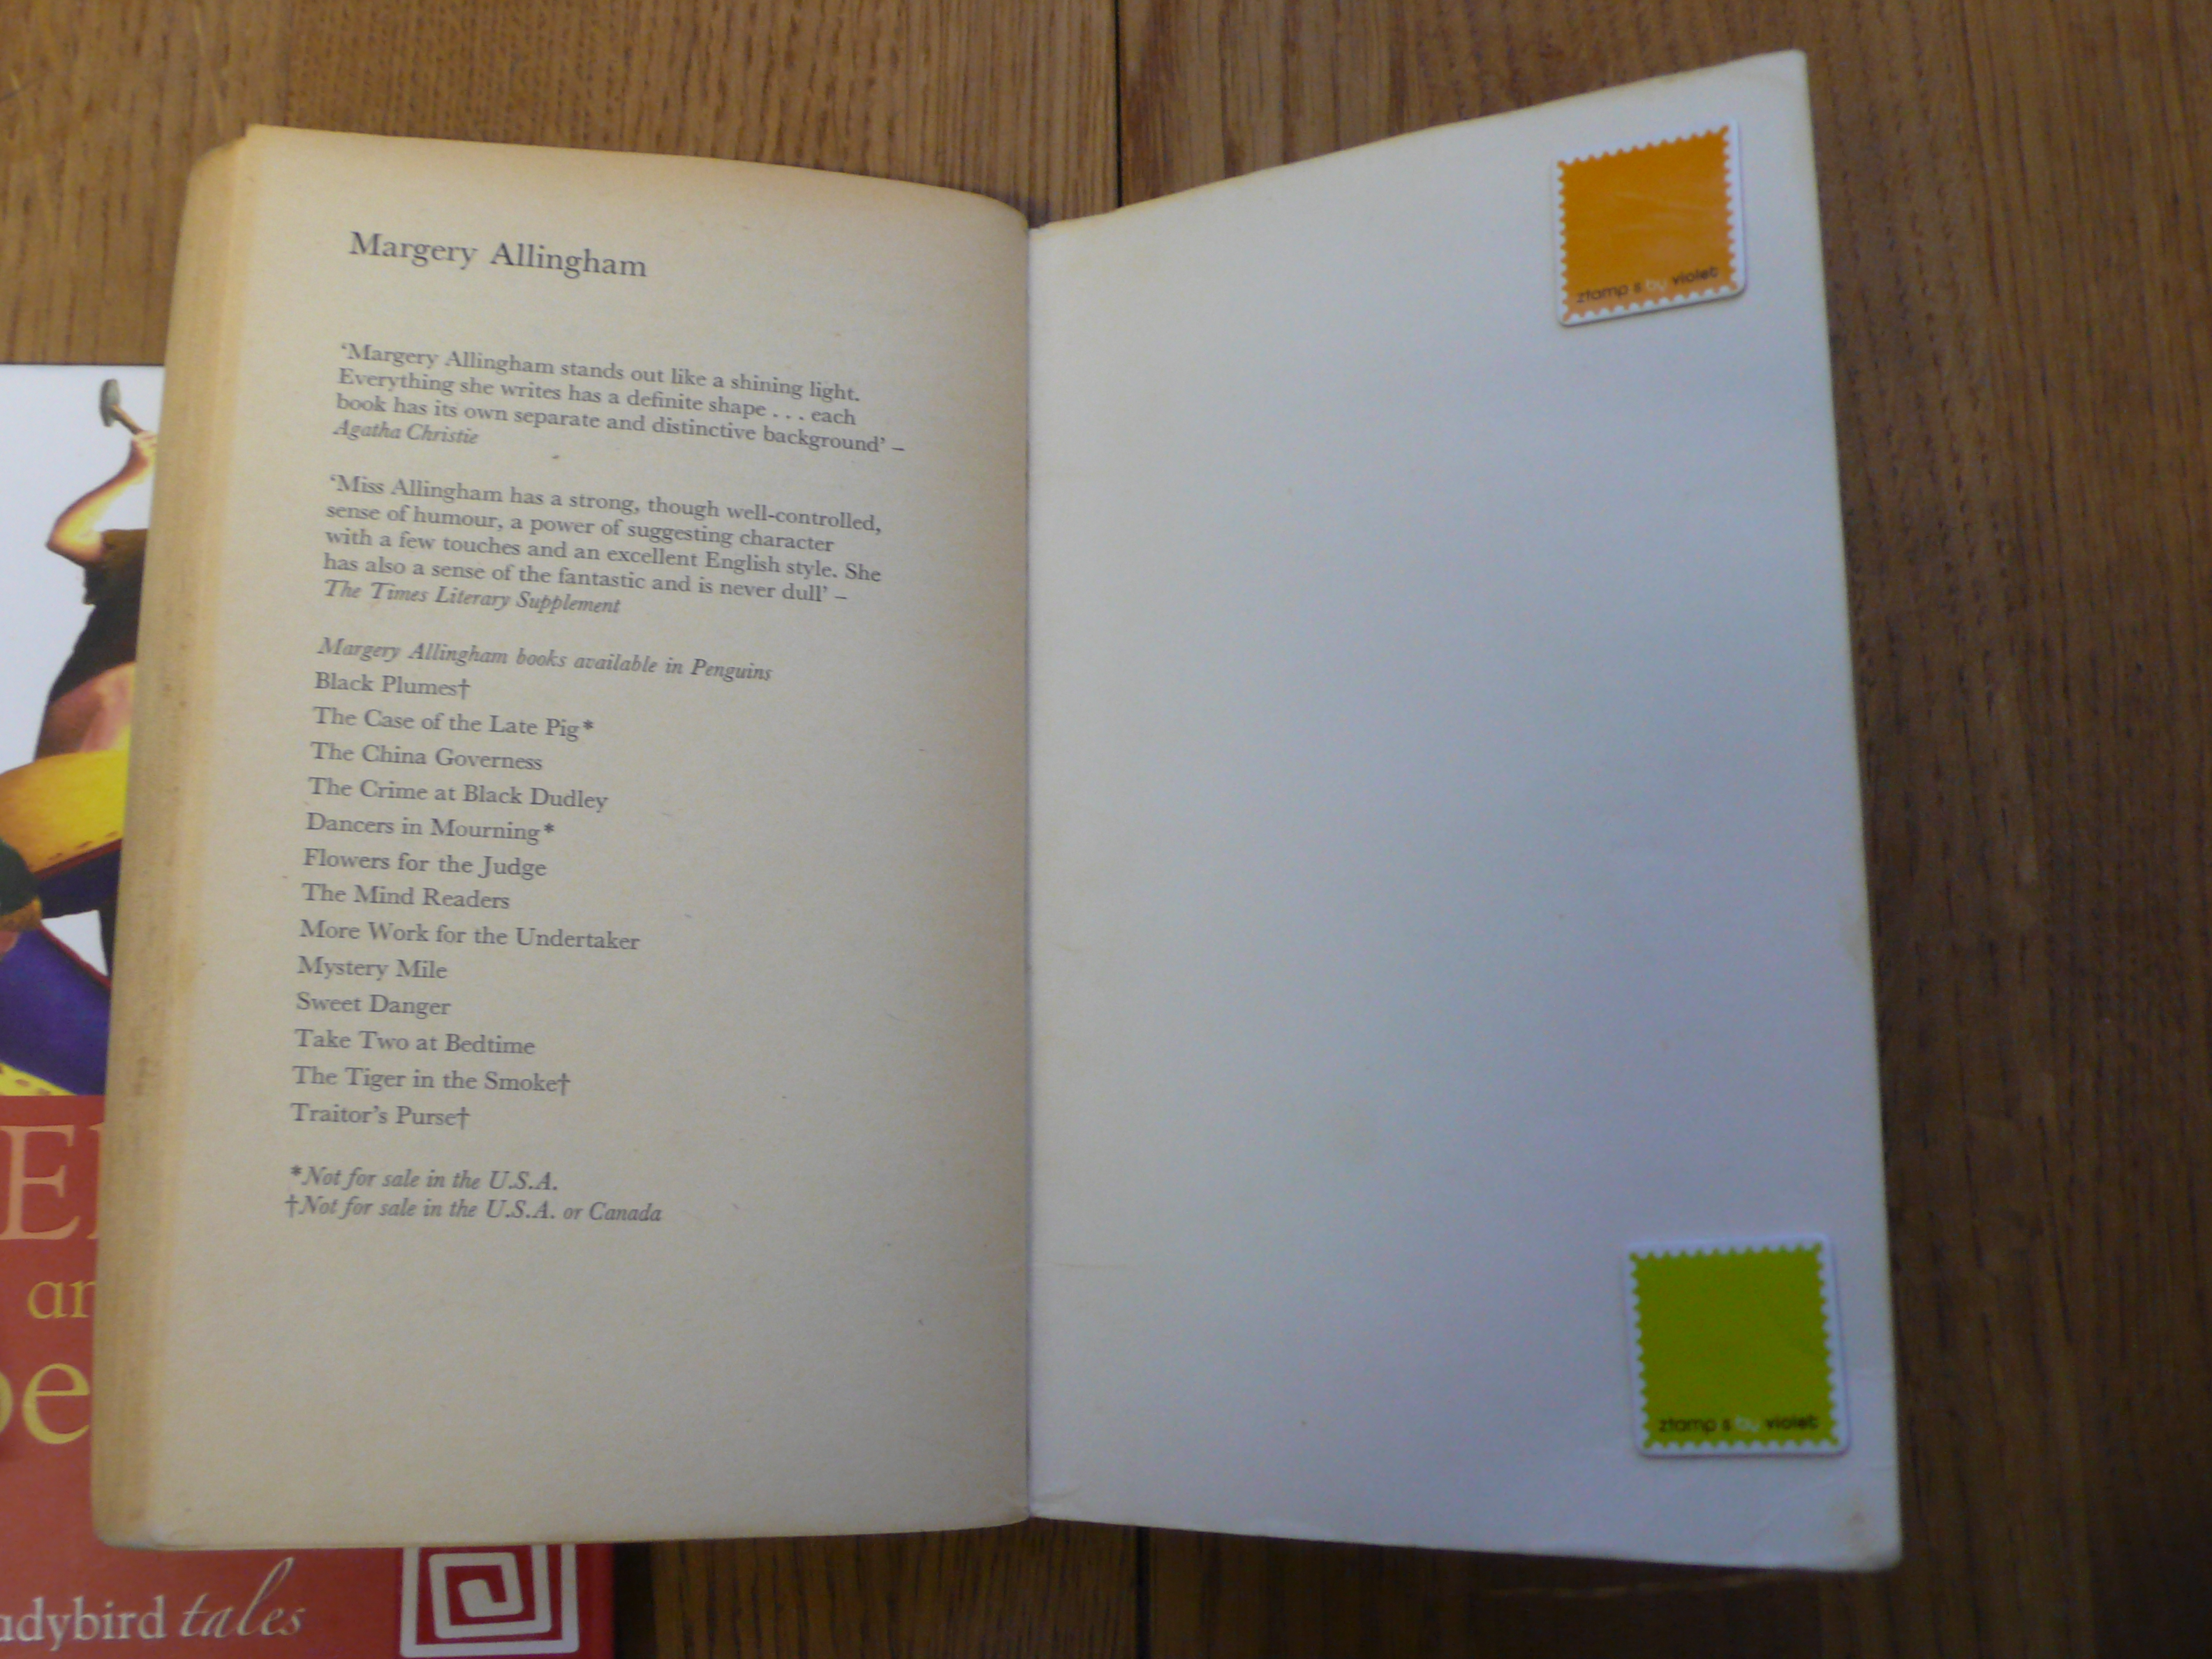 Margery Allingham
‘Margery Allingham stands out like a shining light.
Everything she writes has a definite shape . . . each
book has its own separate and distinctive background’ –
Agatha Christie
‘Miss Allingham has a strong, though well-controlled,
sense of humour, a power of suggesting character
with a few touches and an excellent English style. She
has also a sense of the fantastic and is never dull’ –
The Times Literary Supplement
Margery Allingham books available in Penguins
Black Plumes†
The Case of the Late Pig*
The China Governess
The Crime at Black Dudley
Dancers in Mourning*
Flowers for the Judge
The Mind Readers
More Work for the Undertaker
Mystery Mile
Sweet Danger
Take Two at Bedtime
The Tiger in the Smoke†
Traitor’s Purse†
*Not for sale in the U.S.A.
†Not for sale in the U.S.A. or Canada
ztamp s by violet
ztamp s by violet
El
an
be
adybird tales